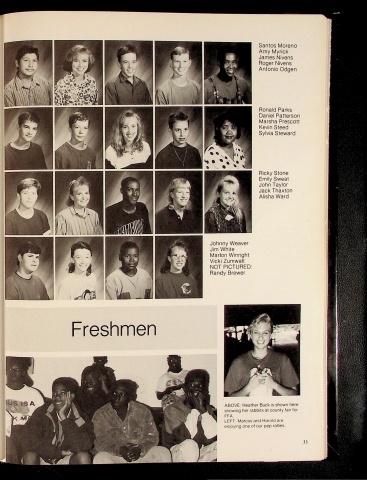 Santos Moreno
Amy Myrick
James Nivens
Roger Nivens
Antonio Odgen
Ronald Parks
Daniel Patterson
Marsha Prescott
Kevin Steed
Sylvia Steward
Ricky Stone
Emily Sweat
John Taylor
Jack Thaxton
Alisha Ward
Johnny Weaver
Jim White
Marlon Winright
Vicki Zumwalt
NOT PICTURED:
Randy Brewer
Freshmen
ABOVE: Heather Buck is shown here
showing her rabbits at county fair for
FFA.
LEFT: Marcus and Harold are
enjoying one of our pep rallies.
33